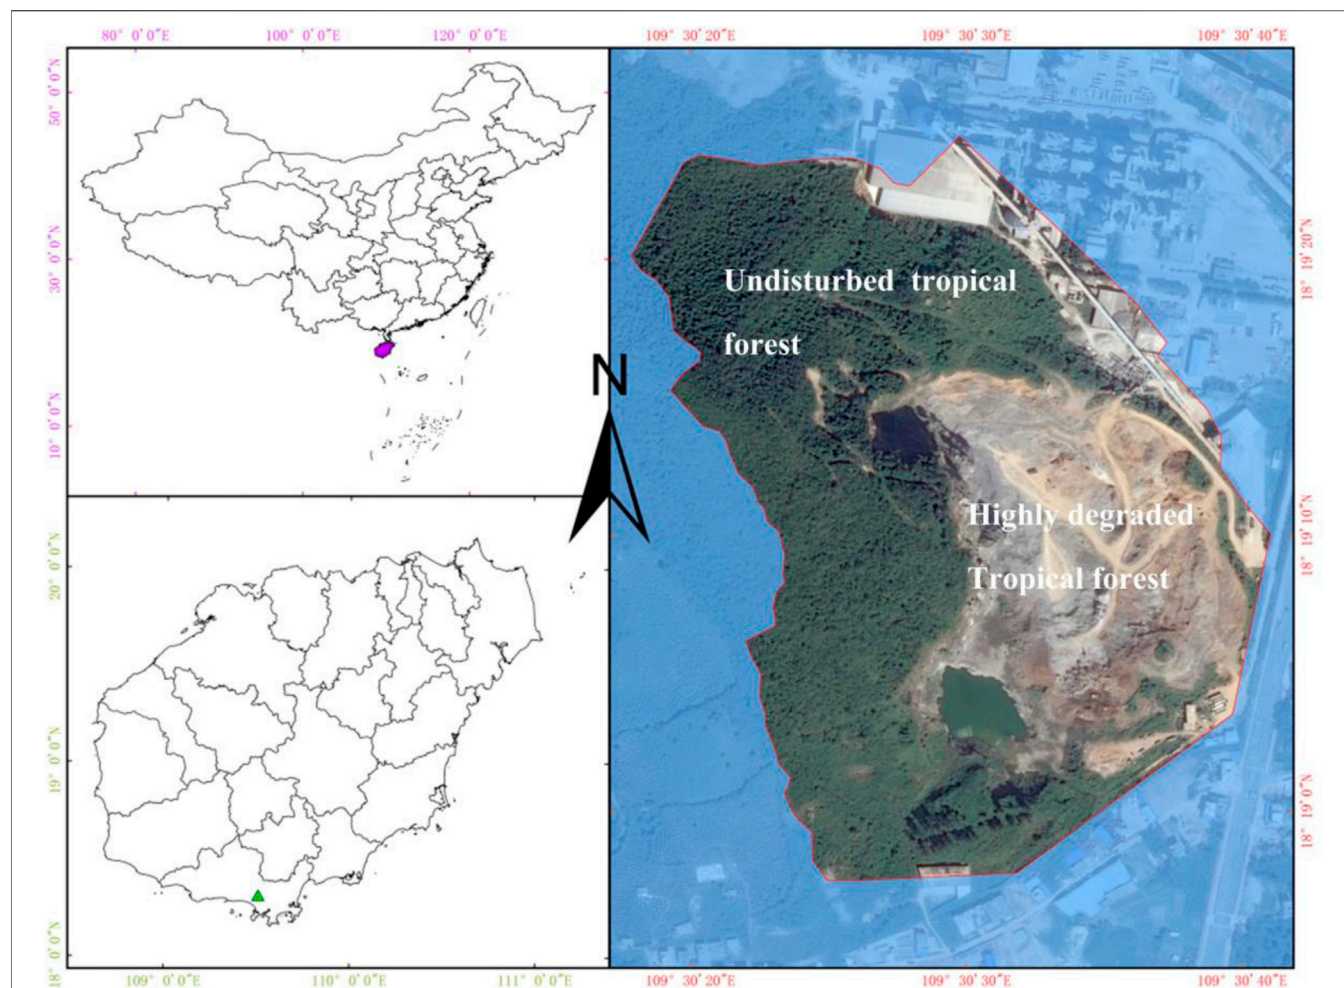 80° 0′0″E 100° 0′0″E 120° 0′0″E
109° 30′20″E 109° 30′30″E 109° 30′40″E
50° 0′0″N
30° 0′0″N
10° 0′0″N
18° 19′20″N
18° 19′10″N
18° 19′0″N
Undisturbed tropical
forest
N
Highly degraded
Tropical forest
20° 0′0″N
19° 0′0″N
18° 0′0″N
109° 0′0″E 110° 0′0″E 111° 0′0″E
109° 30′20″E 109° 30′30″E 109° 30′40″E